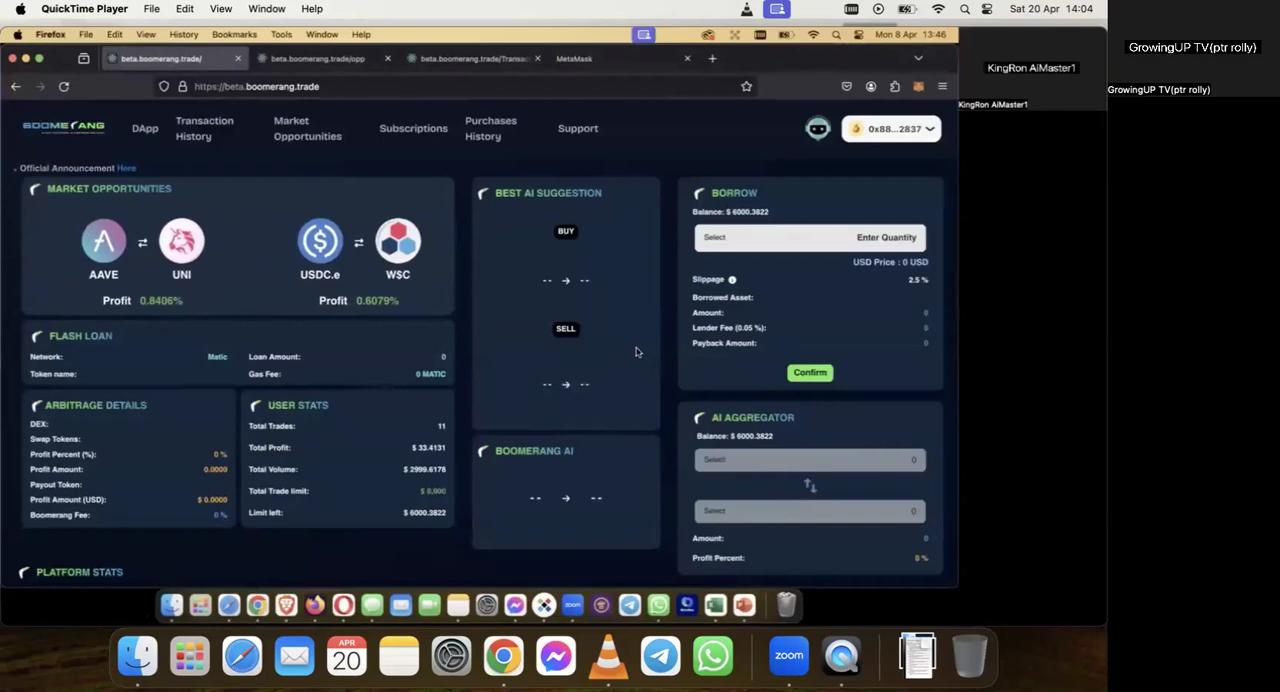 QuickTime Player File Edit View Window Help Sat 20 Apr 14:04
Firefox File Edit View History Bookmarks Tools Window Help Mon 8 Apr 13:46
beta.boomerang.trade/ beta.boomerang.trade/opp beta.boomerang.trade/Transac MetaMask
https://beta.boomerang.trade
BOOMERANG DApp Transaction History Market Opportunities Subscriptions Purchases History Support 0x88...2837
Official Announcement Here
MARKET OPPORTUNITIES
AAVE UNI USDC.e W$C
Profit 0.8406% Profit 0.6079%
FLASH LOAN
Network: Matic Loan Amount: 0
Token name: Gas Fee: 0 MATIC
ARBITRAGE DETAILS
DEX:
Swap Tokens:
Profit Percent (%): 0 %
Profit Amount: 0.0000
Payout Token:
Profit Amount (USD): $ 0.0000
Boomerang Fee: 0 %
USER STATS
Total Trades: 11
Total Profit: $ 33.4131
Total Volume: $ 2999.6178
Total Trade limit:
Limit left: $ 6000.3822
PLATFORM STATS
BEST AI SUGGESTION
BUY
-- → --
SELL
-- → --
BOOMERANG AI
-- → --
BORROW
Balance: $ 6000.3822
Select Enter Quantity
USD Price : 0 USD
Slippage 2.5 %
Borrowed Asset:
Amount: 0
Lender Fee (0.05 %): 0
Payback Amount: 0
Confirm
AI AGGREGATOR
Balance: $ 6000.3822
Select 0
Select 0
Amount: 0
Profit Percent: 0 %
KingRon AiMaster1
KingRon AiMaster1
GrowingUP TV(ptr rolly)
GrowingUP TV(ptr rolly)
zoom
APR
20
zoom